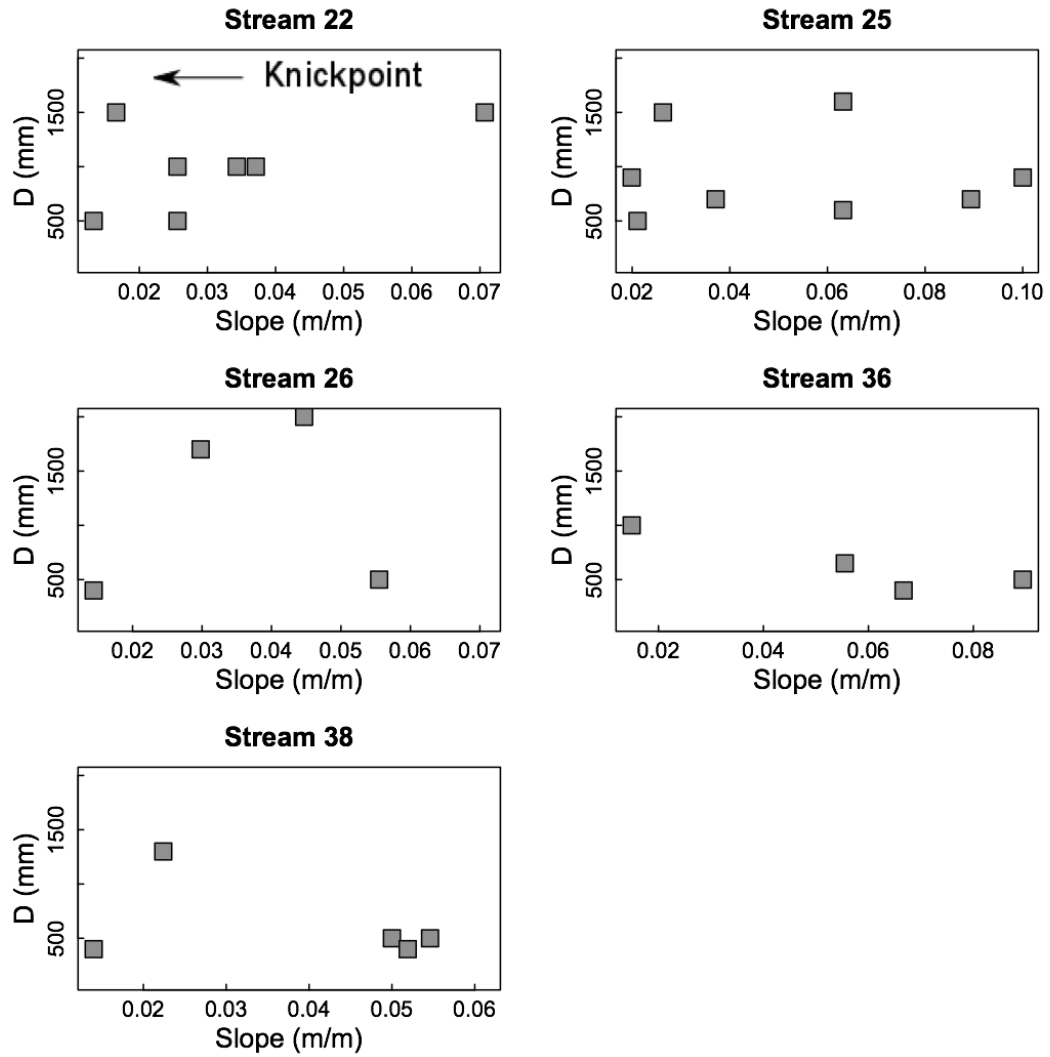 Stream 22
Knickpoint
D (mm)
1500
500
0.02 0.03 0.04 0.05 0.06 0.07
Slope (m/m)
Stream 25
D (mm)
1500
500
0.02 0.04 0.06 0.08 0.10
Slope (m/m)
Stream 26
D (mm)
1500
500
0.02 0.03 0.04 0.05 0.06 0.07
Slope (m/m)
Stream 36
D (mm)
1500
500
0.02 0.04 0.06 0.08
Slope (m/m)
Stream 38
D (mm)
1500
500
0.02 0.03 0.04 0.05 0.06
Slope (m/m)